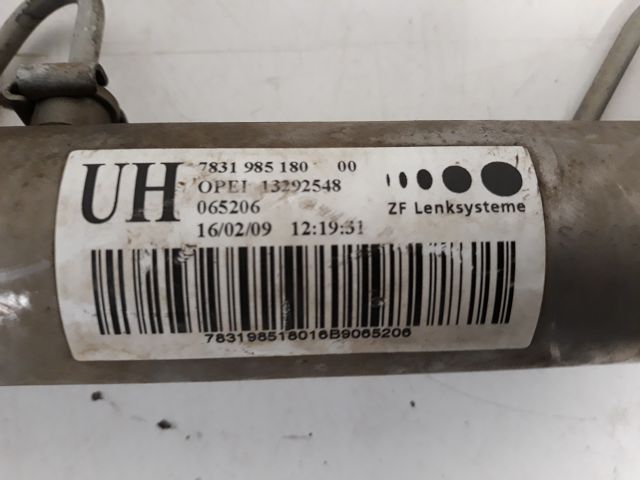 UH
7831 985 180 00
OPEL 13292548
065206
16/02/09 12:19:31
ZF Lenksysteme
783198518016B9065206